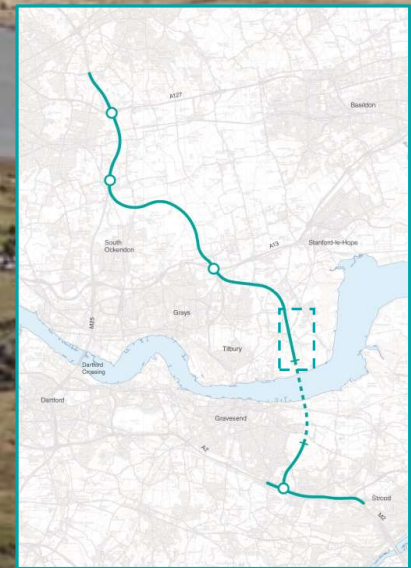 A127
Basildon
South
Ockendon
A13
Stanford-le-Hope
M25
Grays
Tilbury
Dartford
Crossing
Dartford
Gravesend
A2
Strood
M2